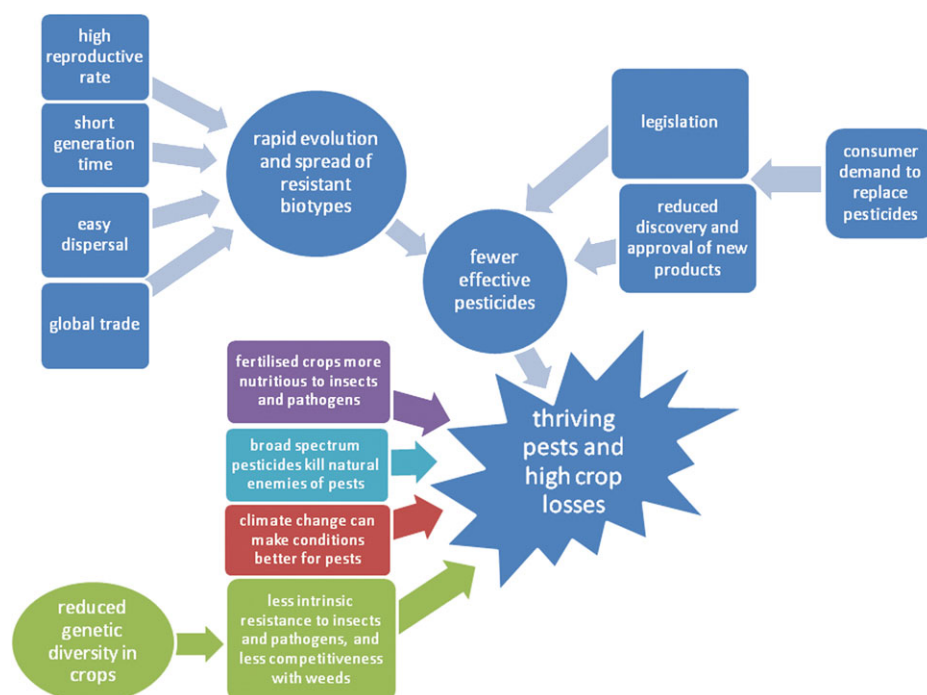 high
reproductive
rate
short
generation
time
easy
dispersal
global trade
rapid evolution
and spread of
resistant
biotypes
legislation
reduced
discovery and
approval of new
products
consumer
demand to
replace
pesticides
fewer
effective
pesticides
fertilised crops more
nutritious to insects
and pathogens
broad spectrum
pesticides kill natural
enemies of pests
climate change can
make conditions
better for pests
reduced
genetic
diversity in
crops
less intrinsic
resistance to insects
and pathogens, and
less competitiveness
with weeds
thriving
pests and
high crop
losses